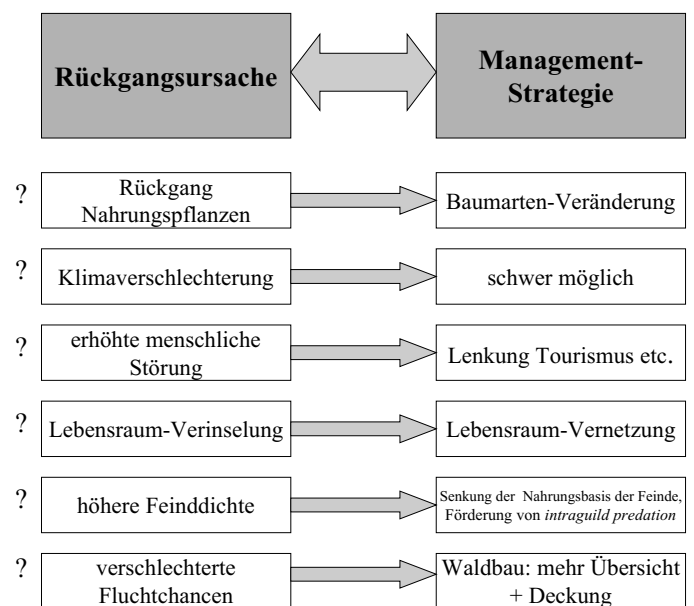 Rückgangsursache
Management-
Strategie
? Rückgang
Nahrungspflanzen
Baumarten-Veränderung
? Klimaverschlechterung
schwer möglich
? erhöhte menschliche
Störung
Lenkung Tourismus etc.
? Lebensraum-Verinselung
Lebensraum-Vernetzung
? höhere Feinddichte
Senkung der Nahrungsbasis der Feinde,
Förderung von intraguild predation
? verschlechterte
Fluchtchancen
Waldbau: mehr Übersicht
+ Deckung